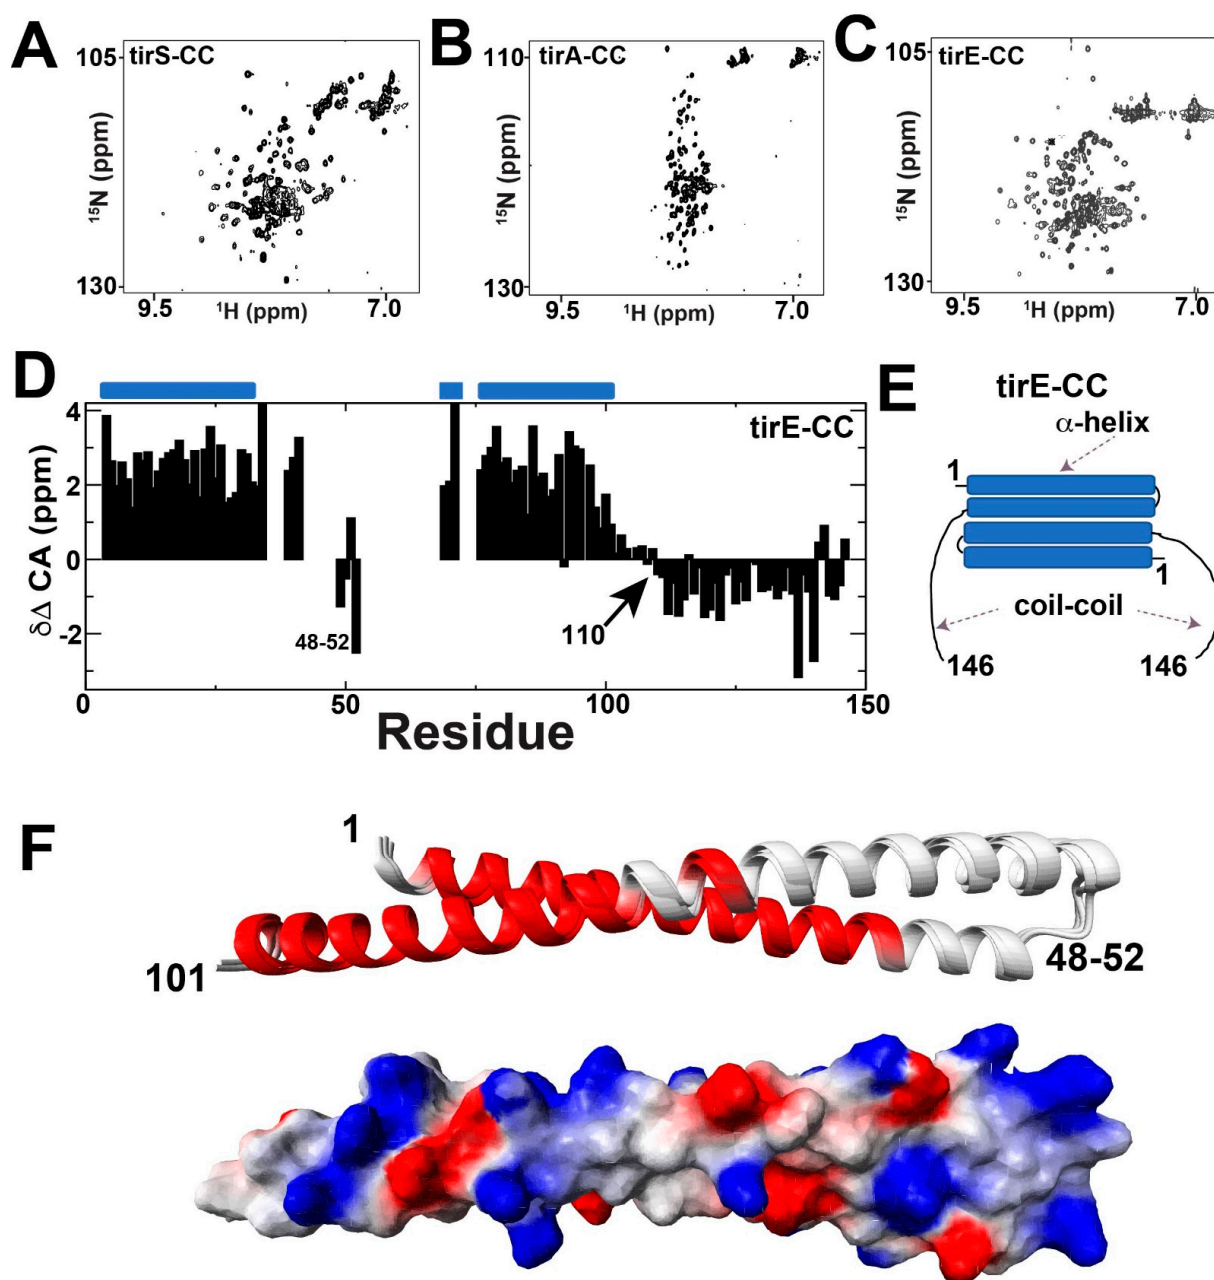 A
tirS-CC
105
130
¹⁵N (ppm)
9.5
7.0
¹H (ppm)
B
tirA-CC
110
130
¹⁵N (ppm)
9.5
7.0
¹H (ppm)
C
tirE-CC
105
130
¹⁵N (ppm)
9.5
7.0
¹H (ppm)
D
tirE-CC
4
2
0
-2
δΔ CA (ppm)
48-52
110
0
50
100
150
Residue
E
tirE-CC
α-helix
1
1
coil-coil
146
146
F
1
101
48-52